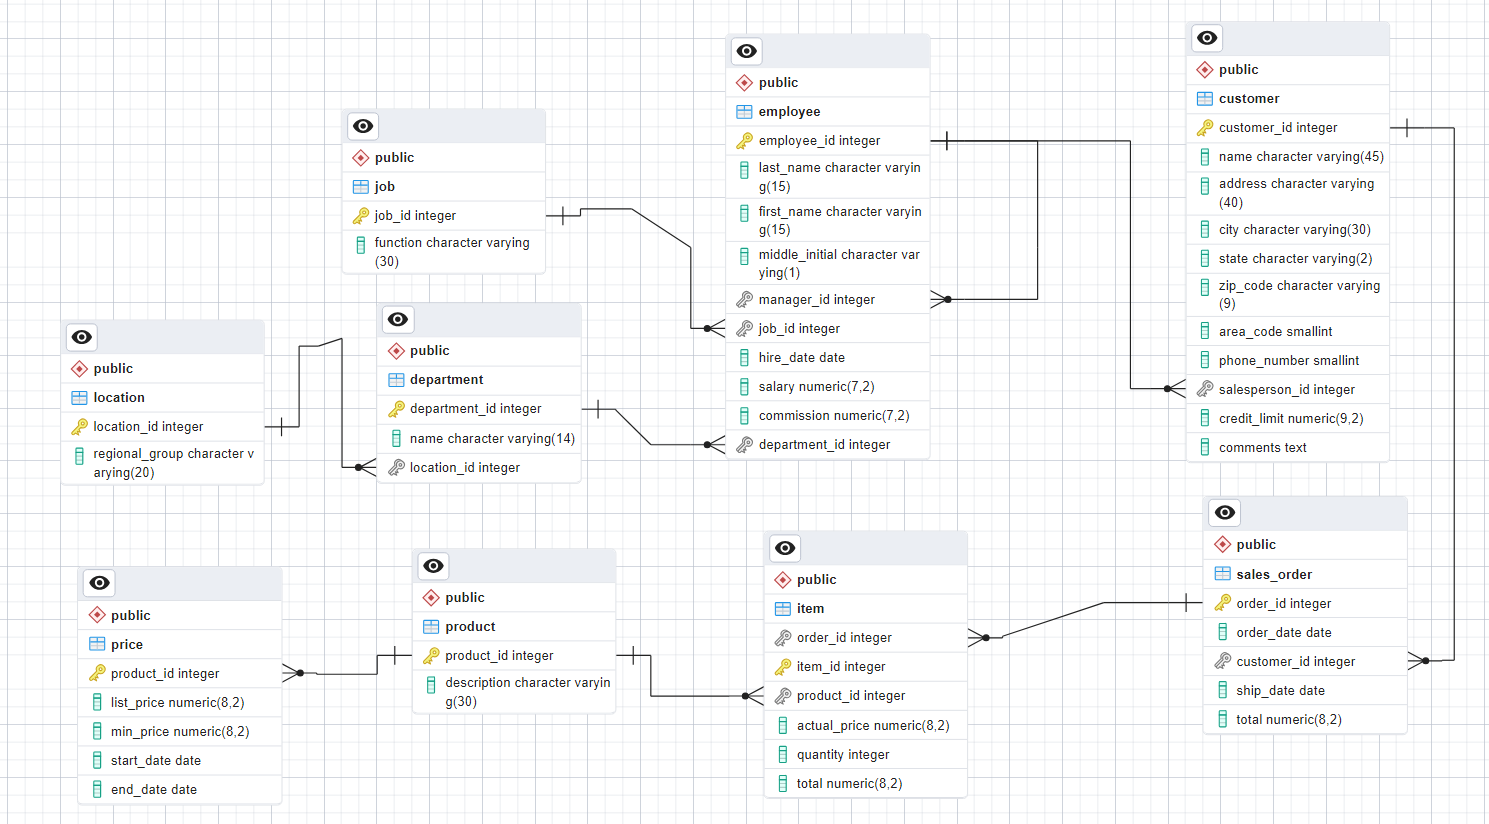 public
job
job_id integer
function character varying
(30)
public
location
location_id integer
regional_group character v
arying(20)
public
department
department_id integer
name character varying(14)
location_id integer
public
employee
employee_id integer
last_name character varyin
g(15)
first_name character varyin
g(15)
middle_initial character var
ying(1)
manager_id integer
job_id integer
hire_date date
salary numeric(7,2)
commission numeric(7,2)
department_id integer
public
customer
customer_id integer
name character varying(45)
address character varying
(40)
city character varying(30)
state character varying(2)
zip_code character varying
(9)
area_code smallint
phone_number smallint
salesperson_id integer
credit_limit numeric(9,2)
comments text
public
price
product_id integer
list_price numeric(8,2)
min_price numeric(8,2)
start_date date
end_date date
public
product
product_id integer
description character varyin
g(30)
public
item
order_id integer
item_id integer
product_id integer
actual_price numeric(8,2)
quantity integer
total numeric(8,2)
public
sales_order
order_id integer
order_date date
customer_id integer
ship_date date
total numeric(8,2)